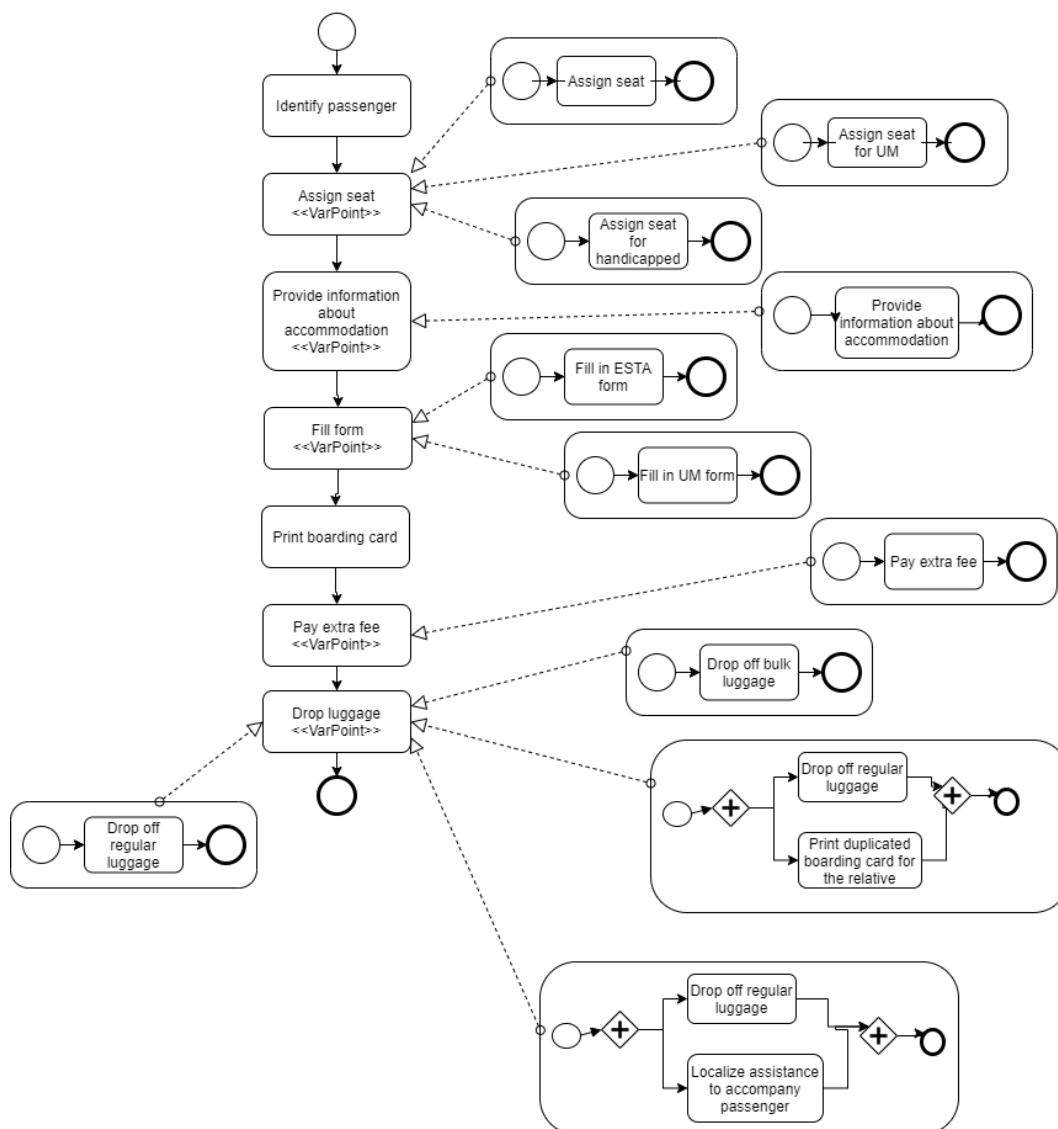 Identify passenger
Assign seat
Assign seat
for UM
Assign seat
<<VarPoint>>
Assign seat
for
handicapped
Provide information
about
accommodation
<<VarPoint>>
Provide
information about
accommodation
Fill in ESTA
form
Fill form
<<VarPoint>>
Fill in UM form
Print boarding card
Pay extra fee
Pay extra fee
<<VarPoint>>
Drop off bulk
luggage
Drop luggage
<<VarPoint>>
Drop off regular
luggage
Print duplicated
boarding card for
the relative
Drop off
regular
luggage
Drop off regular
luggage
Localize assistance
to accompany
passenger